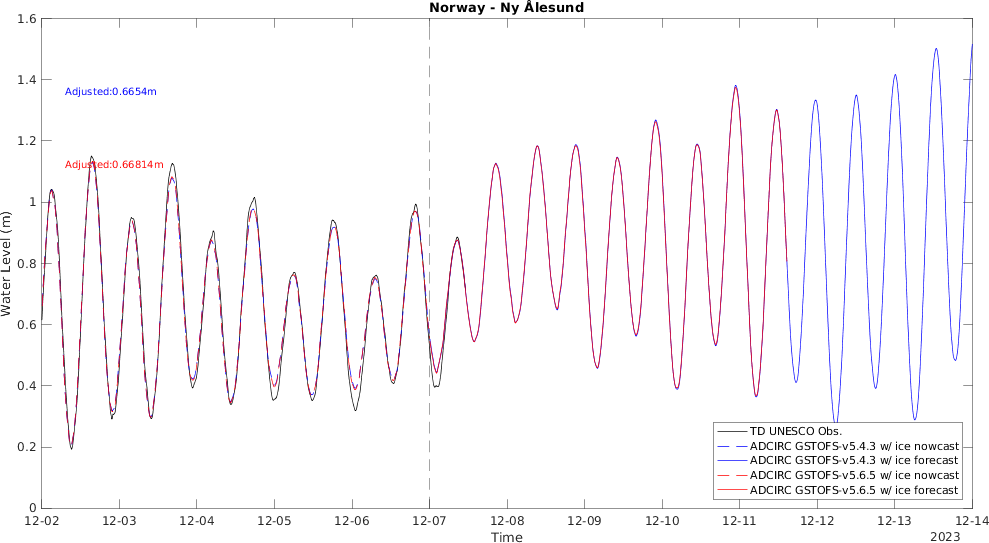 Norway - Ny Ålesund
1.6
1.4
1.2
1
0.8
0.6
0.4
0.2
0
Water Level (m)
Adjusted:0.6654m
Adjusted:0.66814m
TD UNESCO Obs.
ADCIRC GSTOFS-v5.4.3 w/ ice nowcast
ADCIRC GSTOFS-v5.4.3 w/ ice forecast
ADCIRC GSTOFS-v5.6.5 w/ ice nowcast
ADCIRC GSTOFS-v5.6.5 w/ ice forecast
12-02 12-03 12-04 12-05 12-06 12-07 12-08 12-09 12-10 12-11 12-12 12-13 12-14
Time
2023